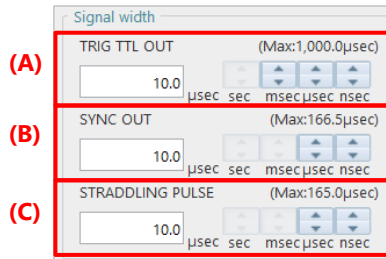 Signal width
(A)
TRIG TTL OUT (Max:1,000.0μsec)
10.0 μsec sec msec μsec nsec
(B)
SYNC OUT (Max:166.5μsec)
10.0 μsec sec msec μsec nsec
(C)
STRADDLING PULSE (Max:165.0μsec)
10.0 μsec sec msec μsec nsec